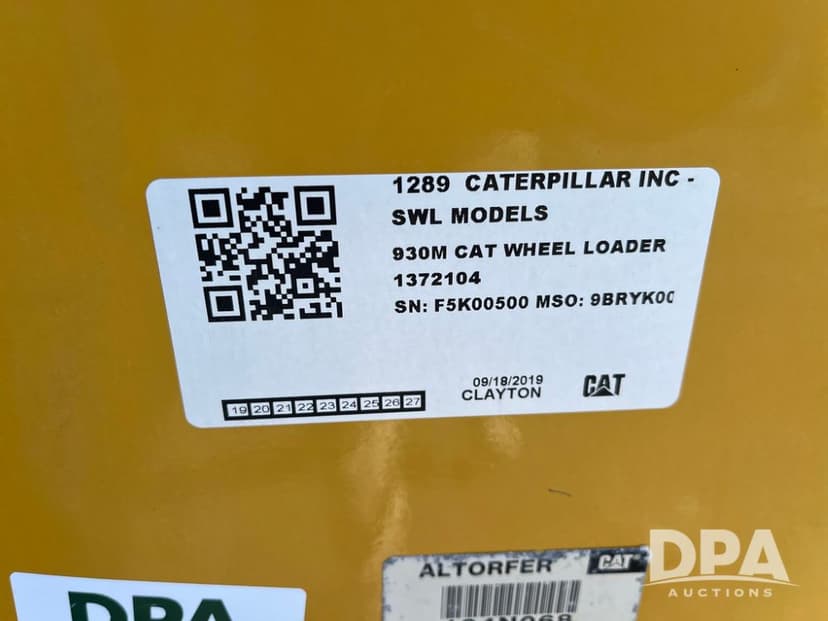 1289 CATERPILLAR INC -
SWL MODELS
930M CAT WHEEL LOADER
1372104
SN: F5K00500 MSO: 9BRYK00
09/18/2019
CLAYTON
CAT
19 20 21 22 23 24 25 26 27
ALTORFER CAT
DPA
DPA
AUCTIONS